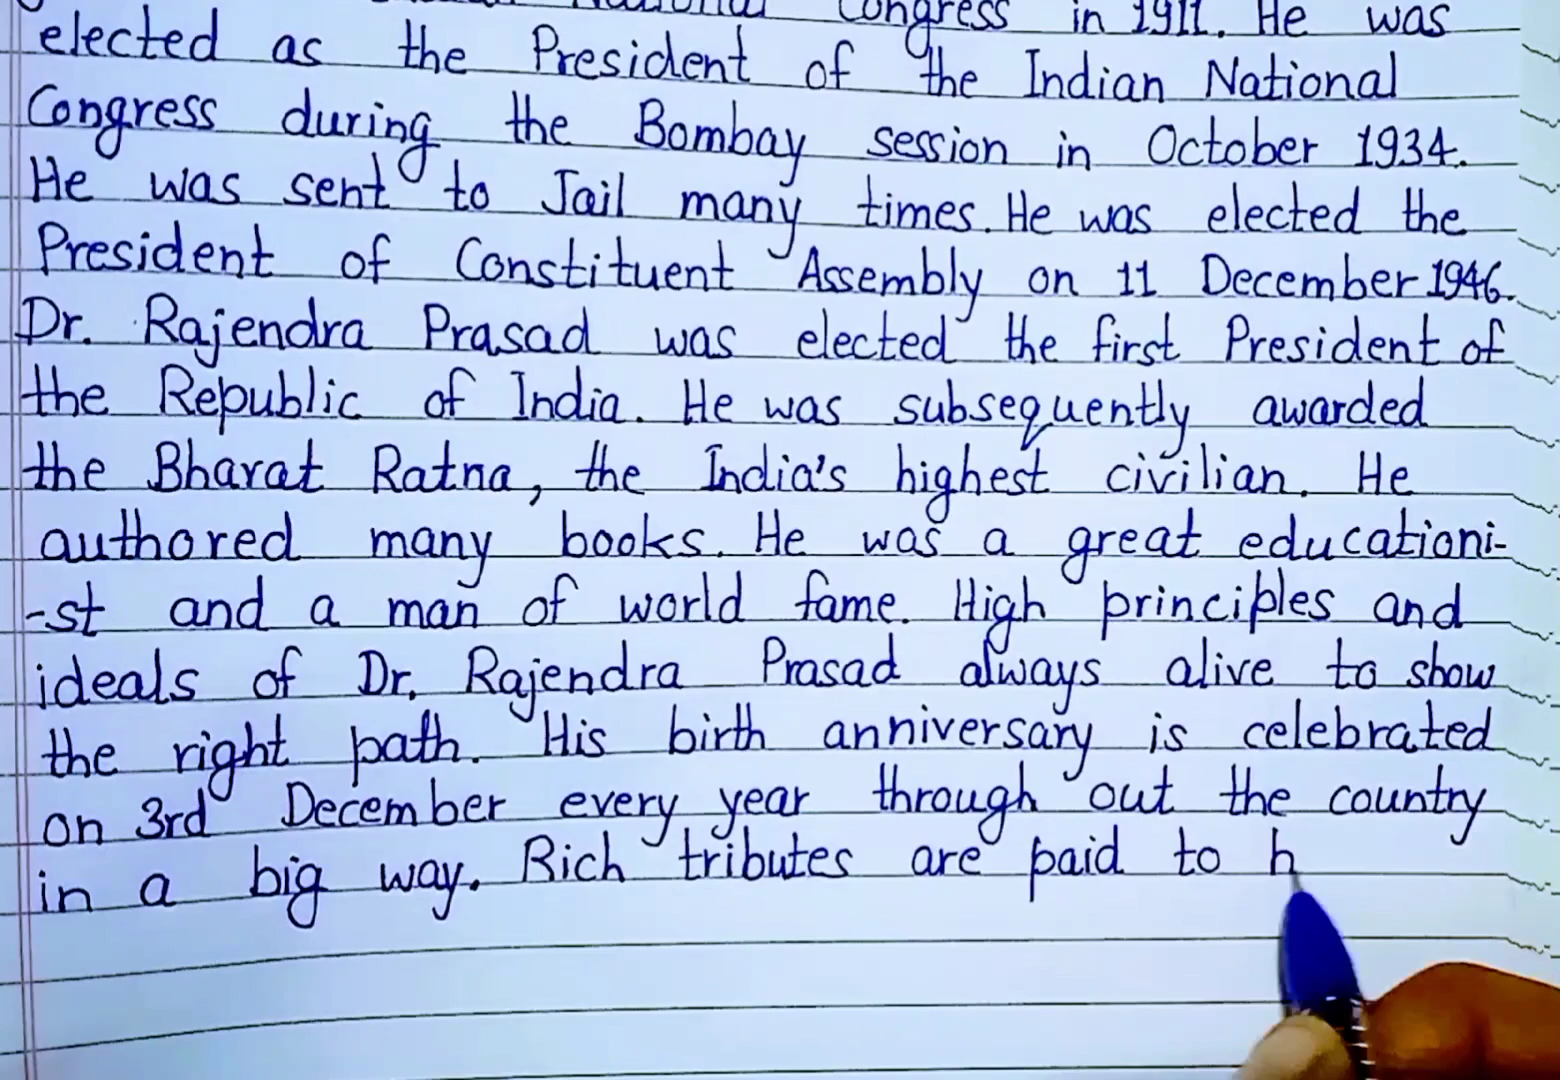 National Congress in 1911. He was
elected as the President of the Indian National
Congress during the Bombay session in October 1934.
He was sent to Jail many times. He was elected the
President of Constituent Assembly on 11 December 1946.
Dr. Rajendra Prasad was elected the first President of
the Republic of India. He was subsequently awarded
the Bharat Ratna, the India's highest civilian. He
authored many books. He was a great educationi-
-st and a man of world fame. High principles and
ideals of Dr. Rajendra Prasad always alive to show
the right path. His birth anniversary is celebrated
on 3rd December every year through out the country
in a big way. Rich tributes are paid to h